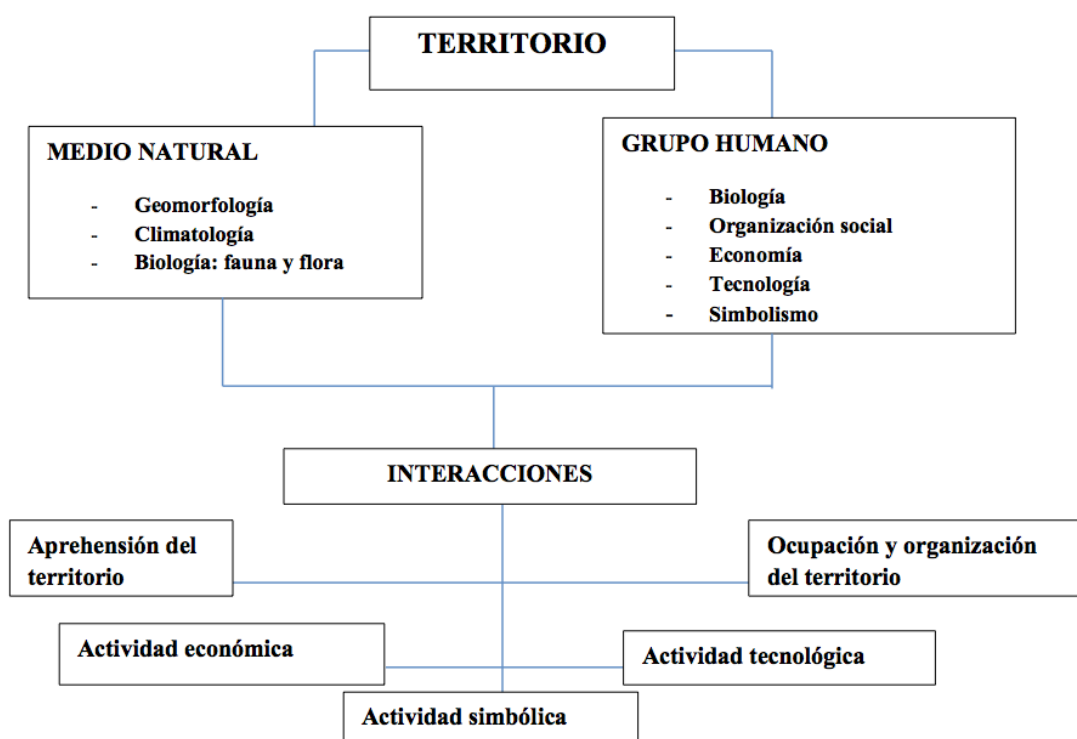 TERRITORIO
MEDIO NATURAL
- Geomorfología
- Climatología
- Biología: fauna y flora
GRUPO HUMANO
- Biología
- Organización social
- Economía
- Tecnología
- Simbolismo
INTERACCIONES
Aprehensión del
territorio
Ocupación y organización
del territorio
Actividad económica
Actividad tecnológica
Actividad simbólica